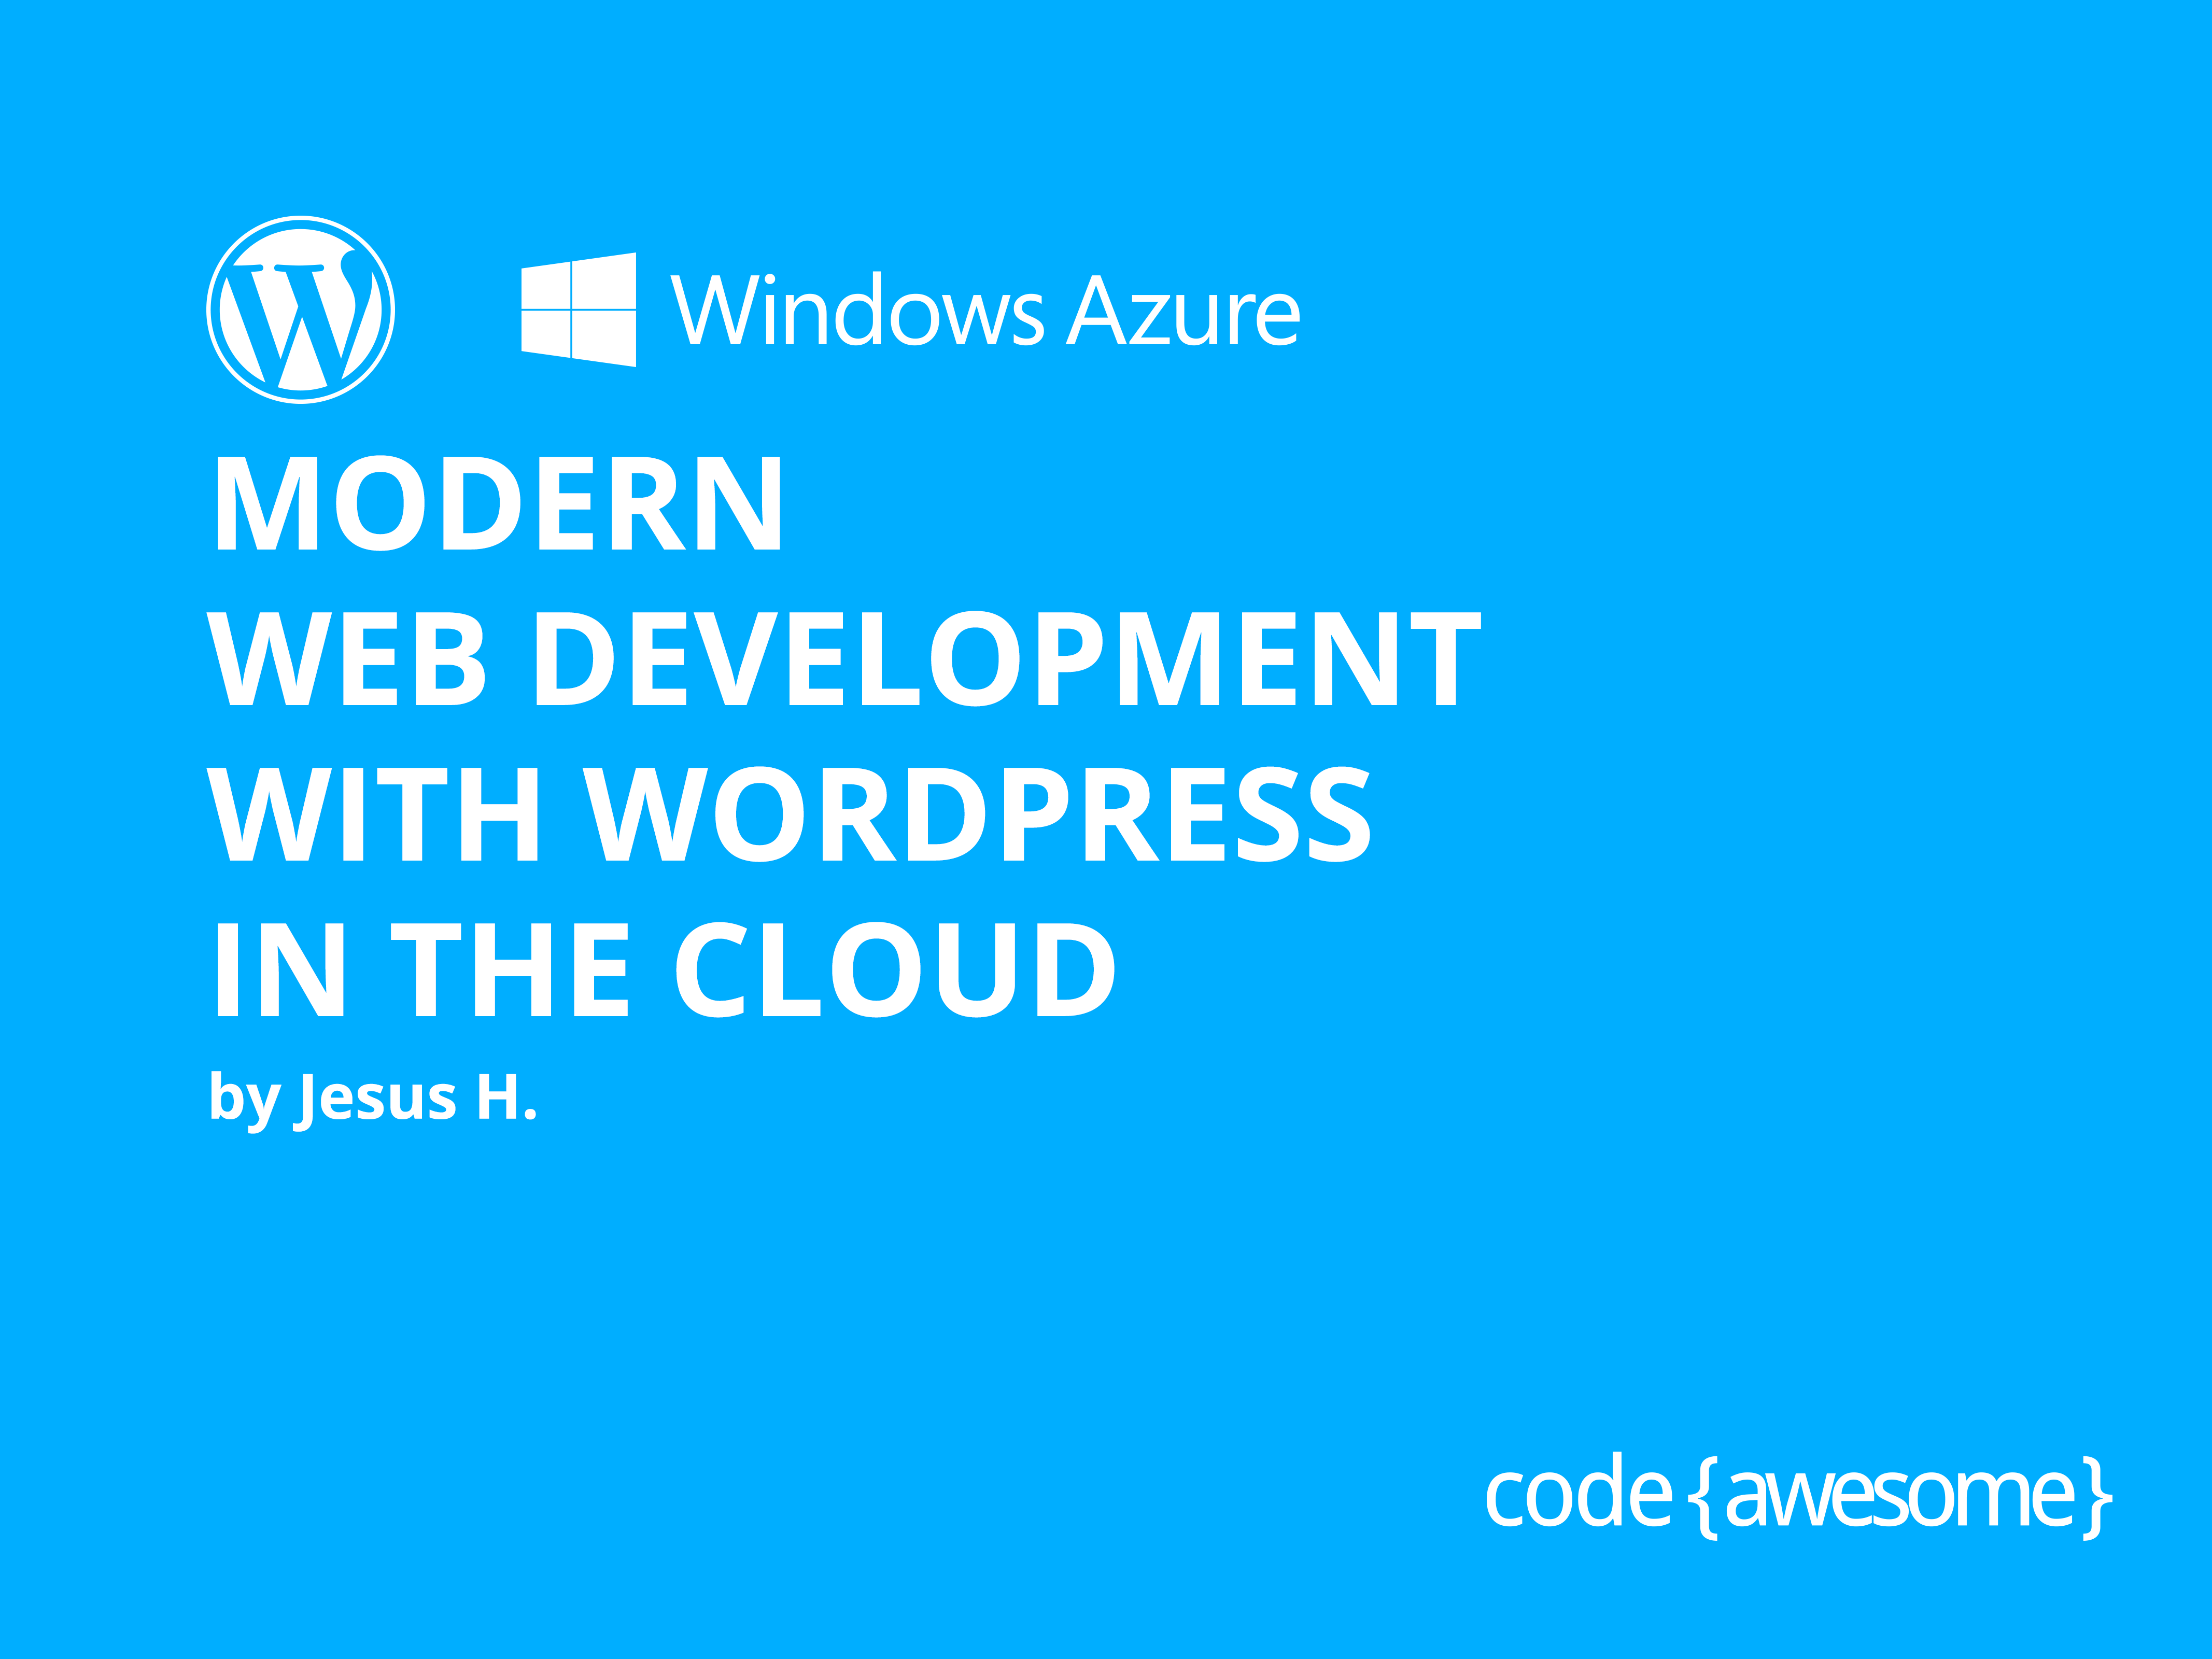 Windows Azure
MODERN
WEB DEVELOPMENT
WITH WORDPRESS
IN THE CLOUD
by Jesus H.
code {awesome}